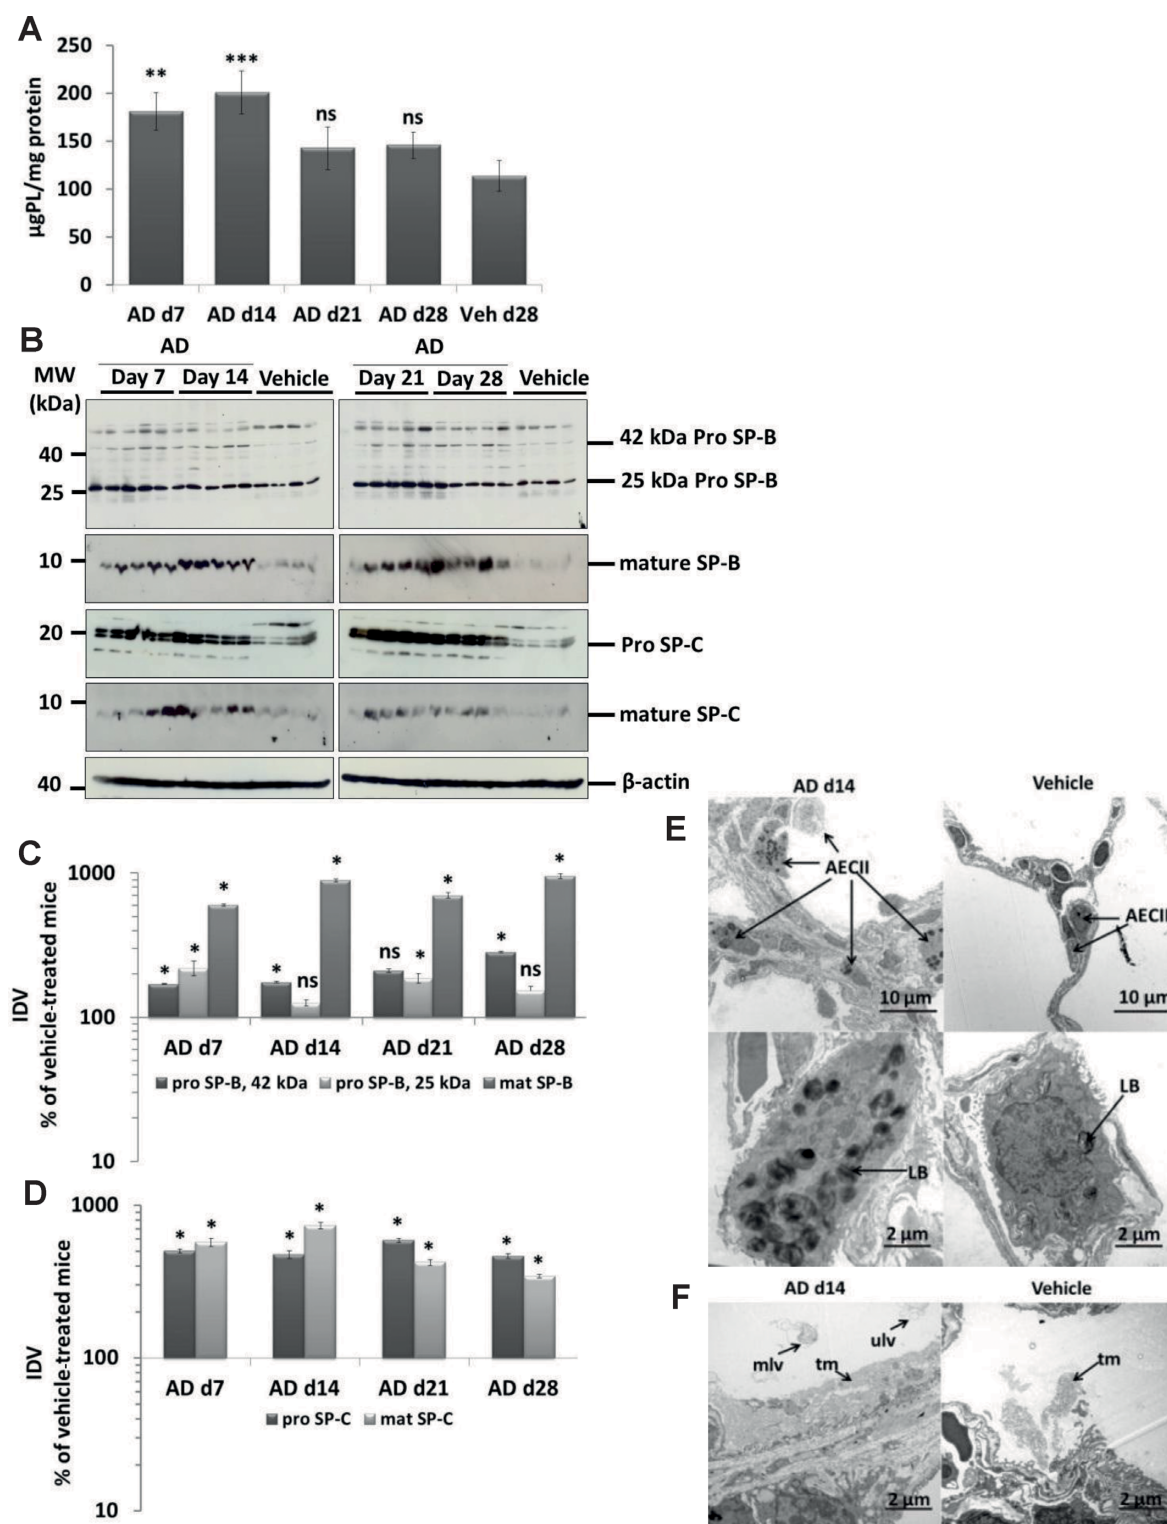 A
250
200
150
100
50
0
µgPL/mg protein
**
***
ns
ns
AD d7 AD d14 AD d21 AD d28 Veh d28
B
AD
AD
MW
(kDa)
Day 7 Day 14 Vehicle
Day 21 Day 28 Vehicle
40
25
42 kDa Pro SP-B
25 kDa Pro SP-B
10
mature SP-B
20
Pro SP-C
10
mature SP-C
40
β-actin
C
1000
100
10
IDV
% of vehicle-treated mice
* * *
* ns *
ns * *
* ns *
AD d7 AD d14 AD d21 AD d28
pro SP-B, 42 kDa pro SP-B, 25 kDa mat SP-B
D
1000
100
10
IDV
% of vehicle-treated mice
* *
* *
* *
* *
AD d7 AD d14 AD d21 AD d28
pro SP-C mat SP-C
E
AD d14
Vehicle
AECII
AECII
10 µm
10 µm
LB
LB
2 µm
2 µm
F
AD d14
Vehicle
ulv
mlv
tm
tm
2 µm
2 µm